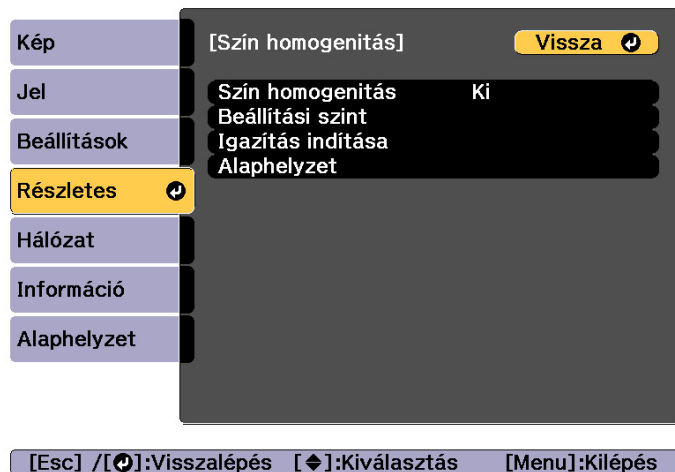 Kép
Jel
Beállítások
Részletes
Hálózat
Információ
Alaphelyzet
[Szín homogenitás]
Vissza
Szín homogenitás Ki
Beállítási szint
Igazítás indítása
Alaphelyzet
[Esc] /[⏎]:Visszalépés [◆]:Kiválasztás [Menu]:Kilépés